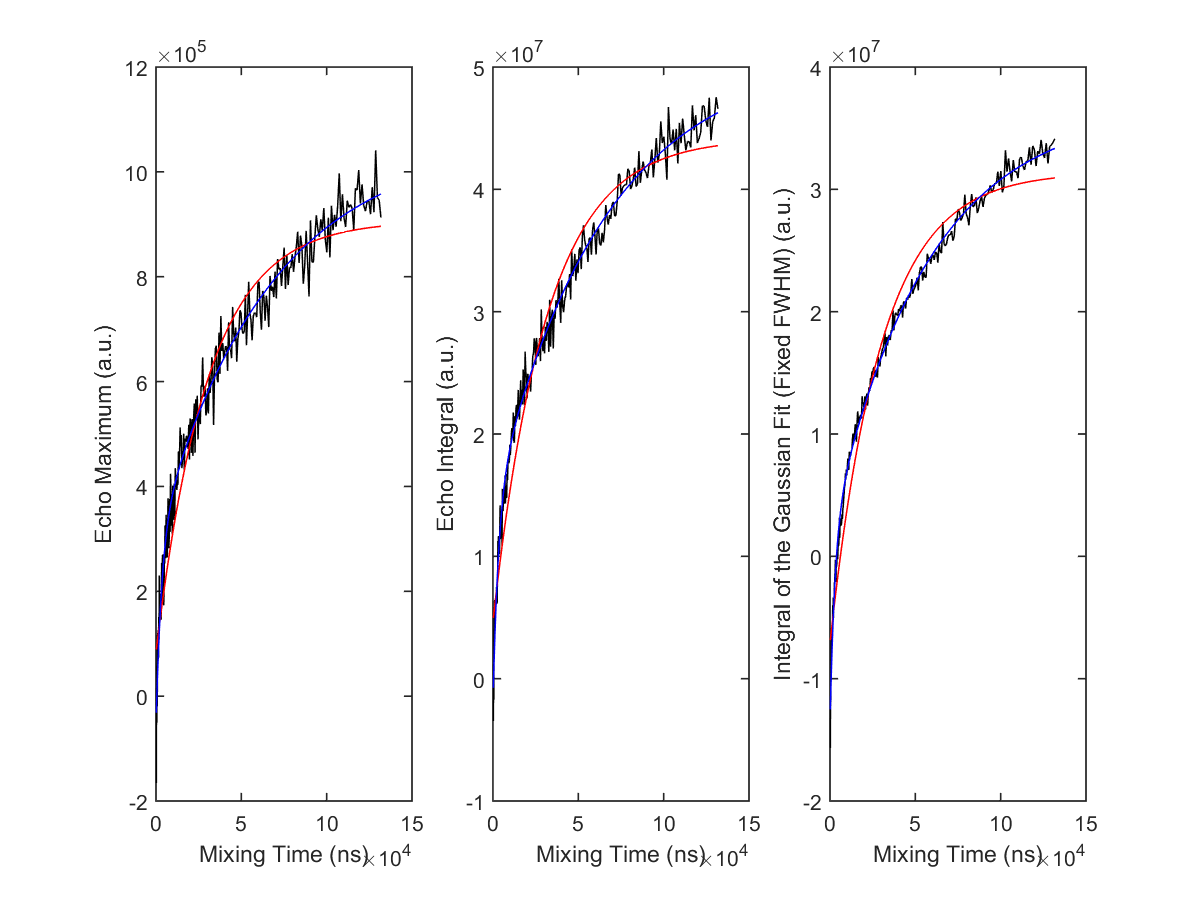 ×10^5
12
10
8
6
4
2
0
-2
Echo Maximum (a.u.)
0 5 10 15
Mixing Time (ns) ×10^4
×10^7
5
4
3
2
1
0
-1
Echo Integral (a.u.)
0 5 10 15
Mixing Time (ns) ×10^4
×10^7
4
3
2
1
0
-1
-2
Integral of the Gaussian Fit (Fixed FWHM) (a.u.)
0 5 10 15
Mixing Time (ns) ×10^4